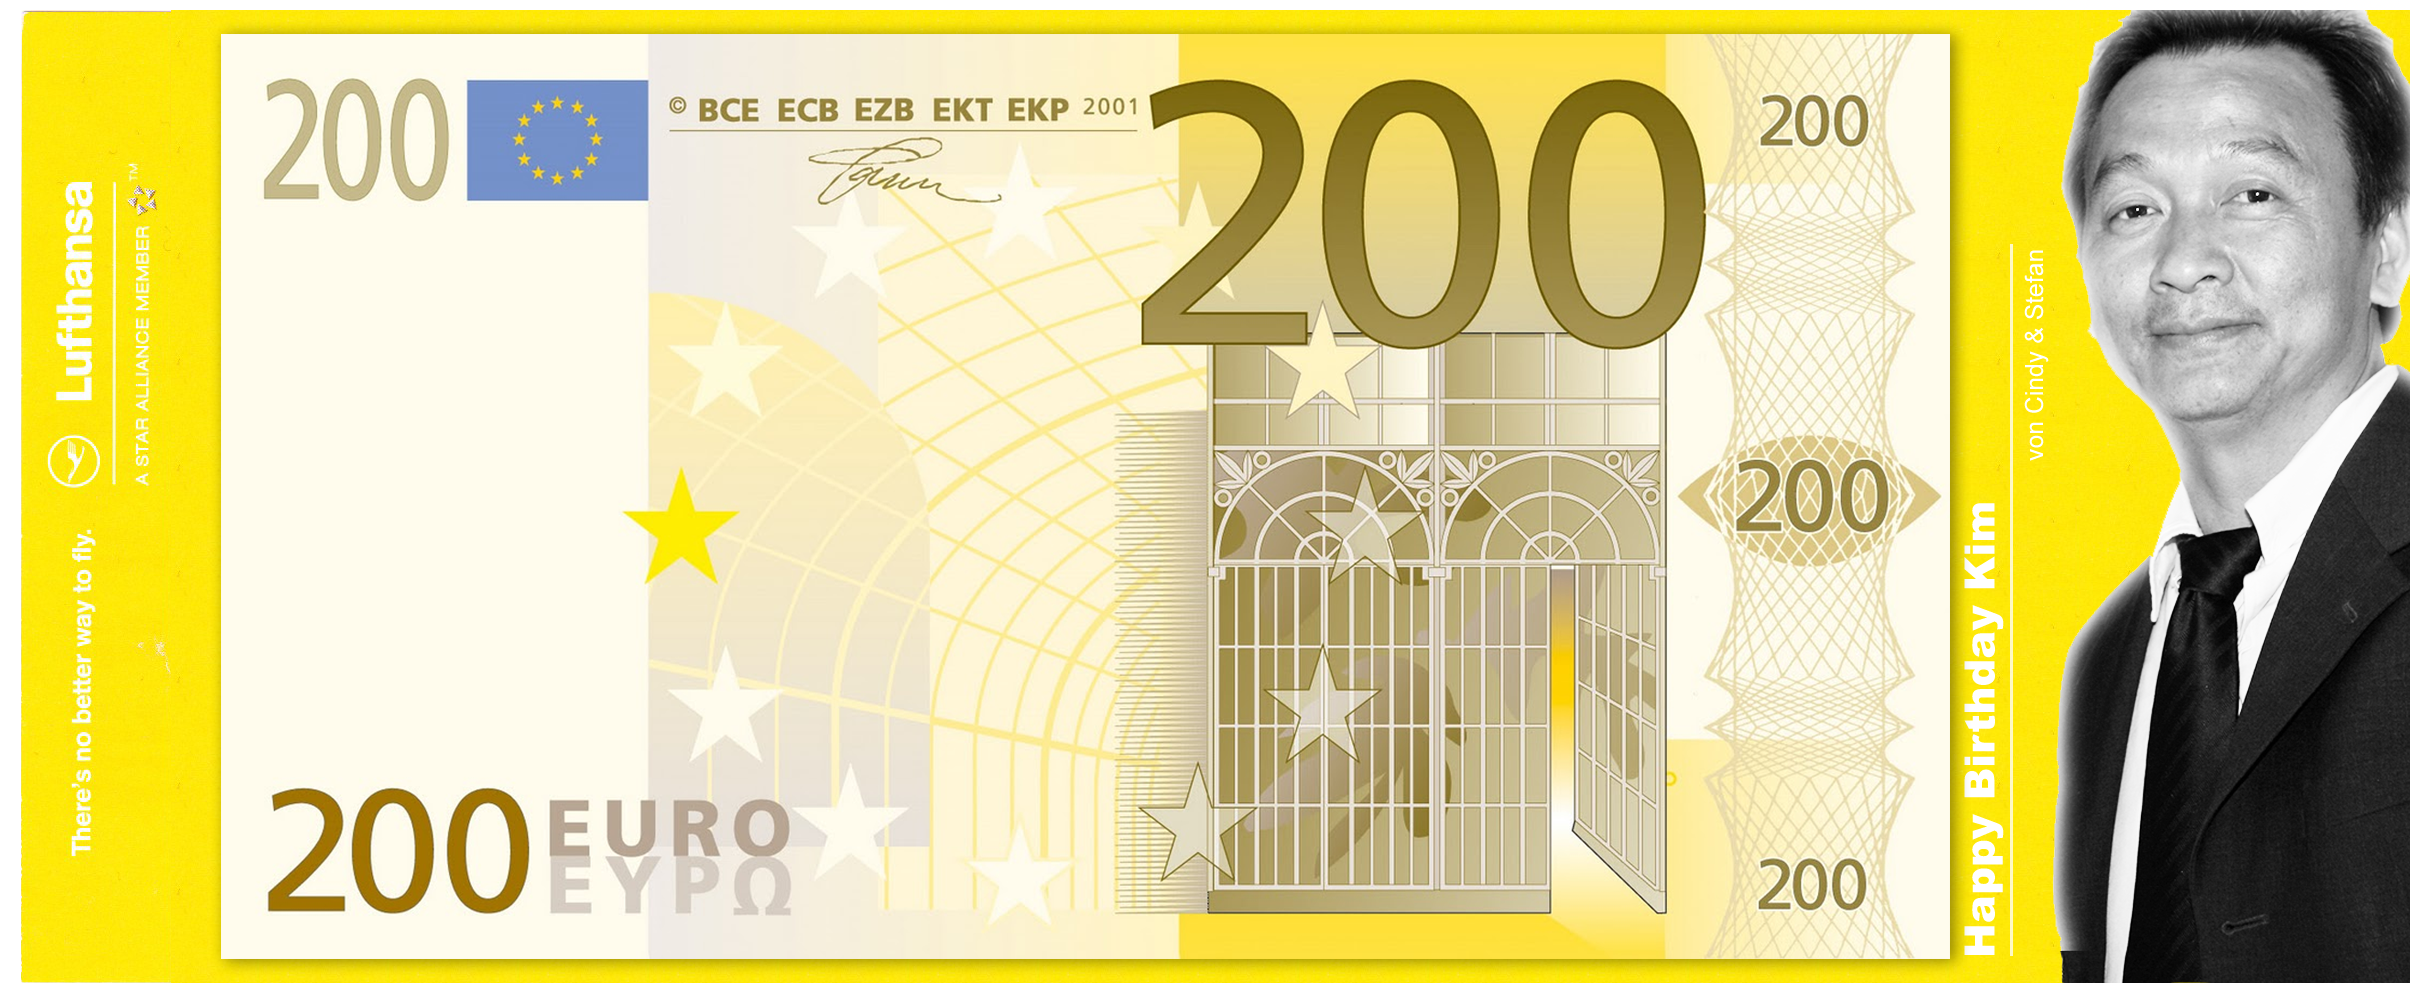 Lufthansa
A STAR ALLIANCE MEMBER ™
There's no better way to fly.
200
© BCE ECB EZB EKT EKP 2001
200
200
200
200
200 EURO
ΕΥΡΩ
Happy Birthday Kim
von Cindy & Stefan